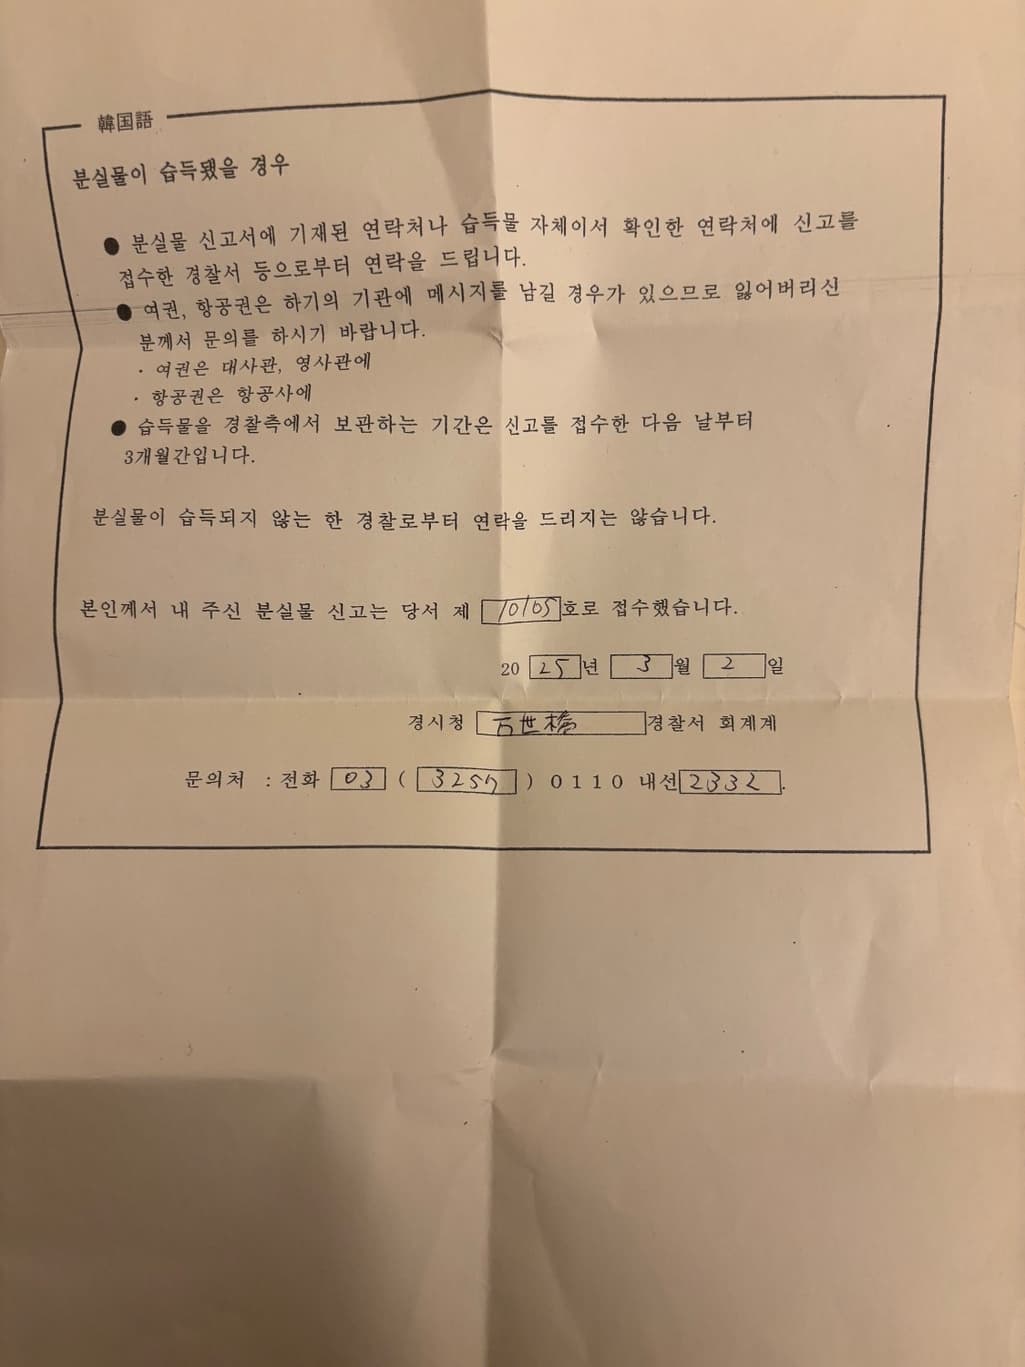 韓国語
분실물이 습득됐을 경우
● 분실물 신고서에 기재된 연락처나 습득물 자체이서 확인한 연락처에 신고를
접수한 경찰서 등으로부터 연락을 드립니다.
● 여권, 항공권은 하기의 기관에 메시지를 남길 경우가 있으므로 잃어버리신
분께서 문의를 하시기 바랍니다.
・ 여권은 대사관, 영사관에
・ 항공권은 항공사에
● 습득물을 경찰측에서 보관하는 기간은 신고를 접수한 다음 날부터
3개월간입니다.
분실물이 습득되지 않는 한 경찰로부터 연락을 드리지는 않습니다.
본인께서 내 주신 분실물 신고는 당서 제 10105 호로 접수했습니다.
20 25 년 3 월 2 일
경시청 万世橋 경찰서 회계계
문의처 : 전화 03 ( 3257 ) 0110 내선 2332.